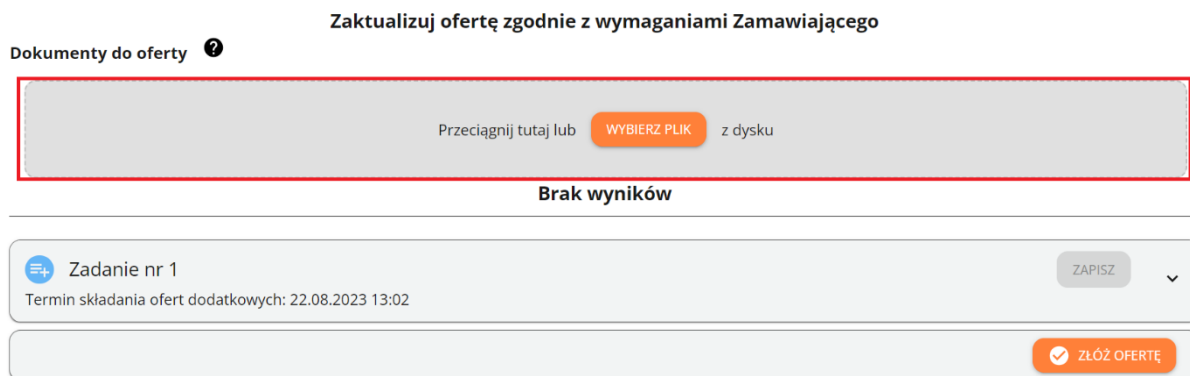 Zaktualizuj ofertę zgodnie z wymaganiami Zamawiającego
Dokumenty do oferty ?
Przeciągnij tutaj lub WYBIERZ PLIK z dysku
Brak wyników
Zadanie nr 1 ZAPISZ
Termin składania ofert dodatkowych: 22.08.2023 13:02
ZŁÓŻ OFERTĘ